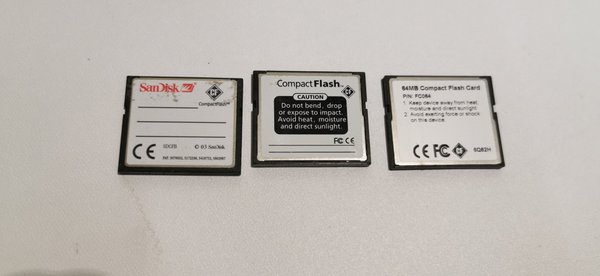 SanDisk
CompactFlash
CE SDCFB © 03 SanDisk
CompactFlash™
CAUTION
Do not bend, drop
or expose to impact.
Avoid heat, moisture
and direct sunlight.
FC CE
64MB Compact Flash Card
P/N: FC064
1. Keep device away from heat,
moisture and direct sunlight
2. Avoid exerting force or shock
on this device.
CE FC